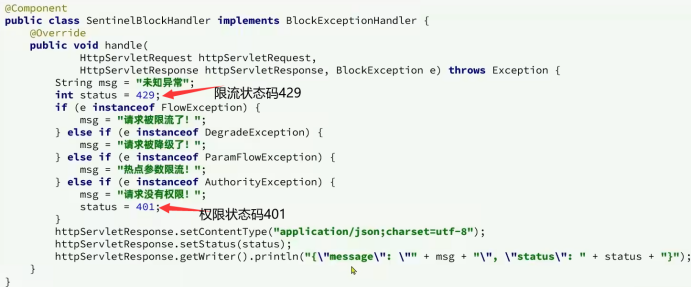 @Component
public class SentinelBlockHandler implements BlockExceptionHandler {
    @Override
    public void handle(
            HttpServletRequest httpServletRequest,
            HttpServletResponse httpServletResponse, BlockException e) throws Exception {
        String msg = "未知异常";
        int status = 429; 限流状态码429
        if (e instanceof FlowException) {
            msg = "请求被限流了！";
        } else if (e instanceof DegradeException) {
            msg = "请求被降级了！";
        } else if (e instanceof ParamFlowException) {
            msg = "热点参数限流！";
        } else if (e instanceof AuthorityException) {
            msg = "请求没有权限！";
            status = 401; 权限状态码401
        }
        httpServletResponse.setContentType("application/json;charset=utf-8");
        httpServletResponse.setStatus(status);
        httpServletResponse.getWriter().println("{\"message\": \"" + msg + "\", \"status\": " + status + "}");
    }
}